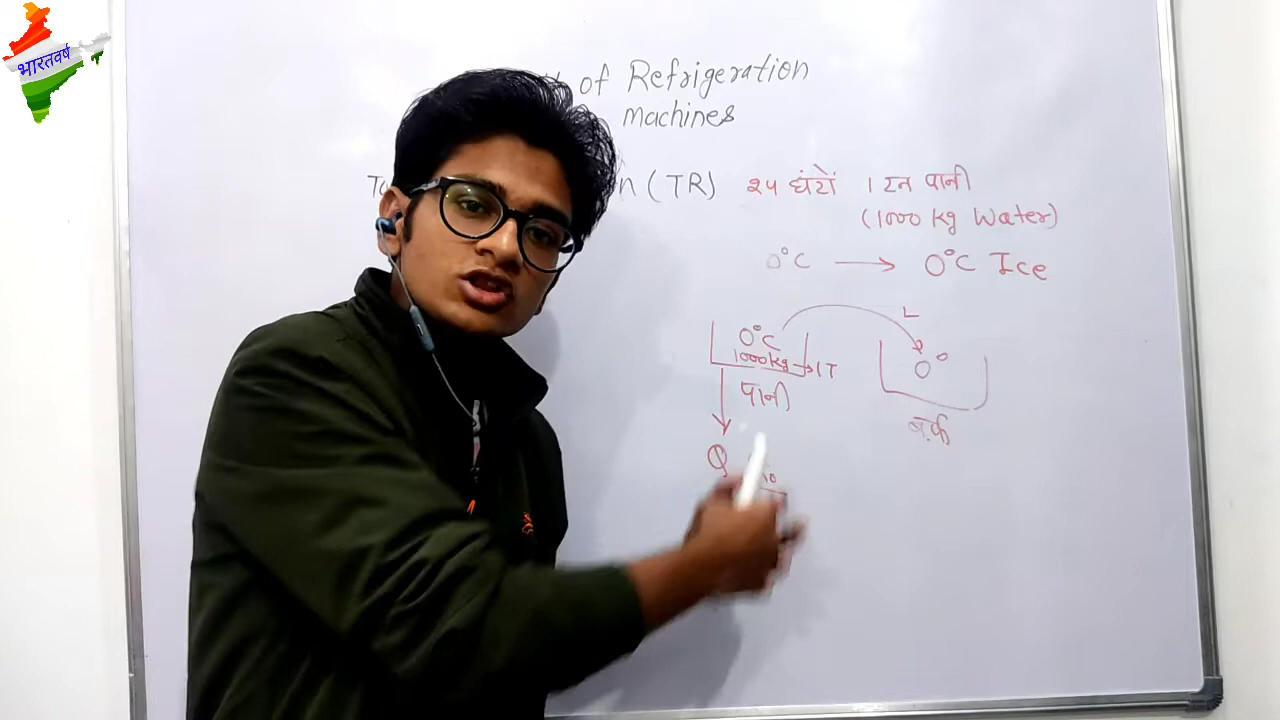 भारतवर्ष
of Refrigeration
machines
(TR) २४ घंटों 1 टन पानी
(1000 kg Water)
0°C → 0°C Ice
L
0°C
1000kg → 1T
0°
पानी
बर्फ
Q